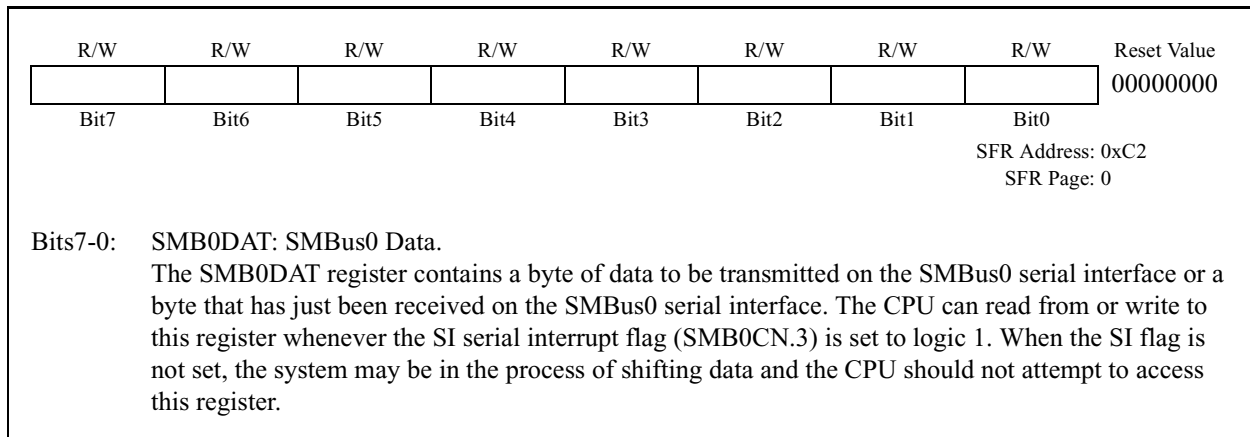 R/W R/W R/W R/W R/W R/W R/W R/W Reset Value
00000000
Bit7 Bit6 Bit5 Bit4 Bit3 Bit2 Bit1 Bit0
SFR Address: 0xC2
SFR Page: 0
Bits7-0: SMB0DAT: SMBus0 Data.
The SMB0DAT register contains a byte of data to be transmitted on the SMBus0 serial interface or a
byte that has just been received on the SMBus0 serial interface. The CPU can read from or write to
this register whenever the SI serial interrupt flag (SMB0CN.3) is set to logic 1. When the SI flag is
not set, the system may be in the process of shifting data and the CPU should not attempt to access
this register.